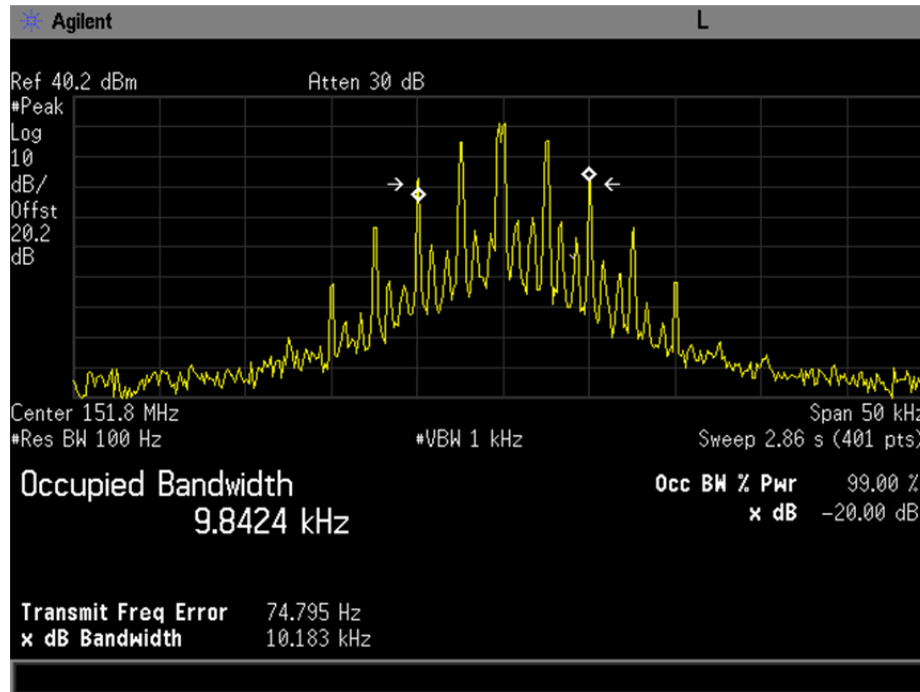 Agilent L
Ref 40.2 dBm Atten 30 dB
#Peak
Log
10
dB/
Offst
20.2
dB
Center 151.8 MHz Span 50 kHz
#Res BW 100 Hz #VBW 1 kHz Sweep 2.86 s (401 pts)
Occupied Bandwidth Occ BW % Pwr 99.00 %
9.8424 kHz x dB -20.00 dB
Transmit Freq Error 74.795 Hz
x dB Bandwidth 10.183 kHz